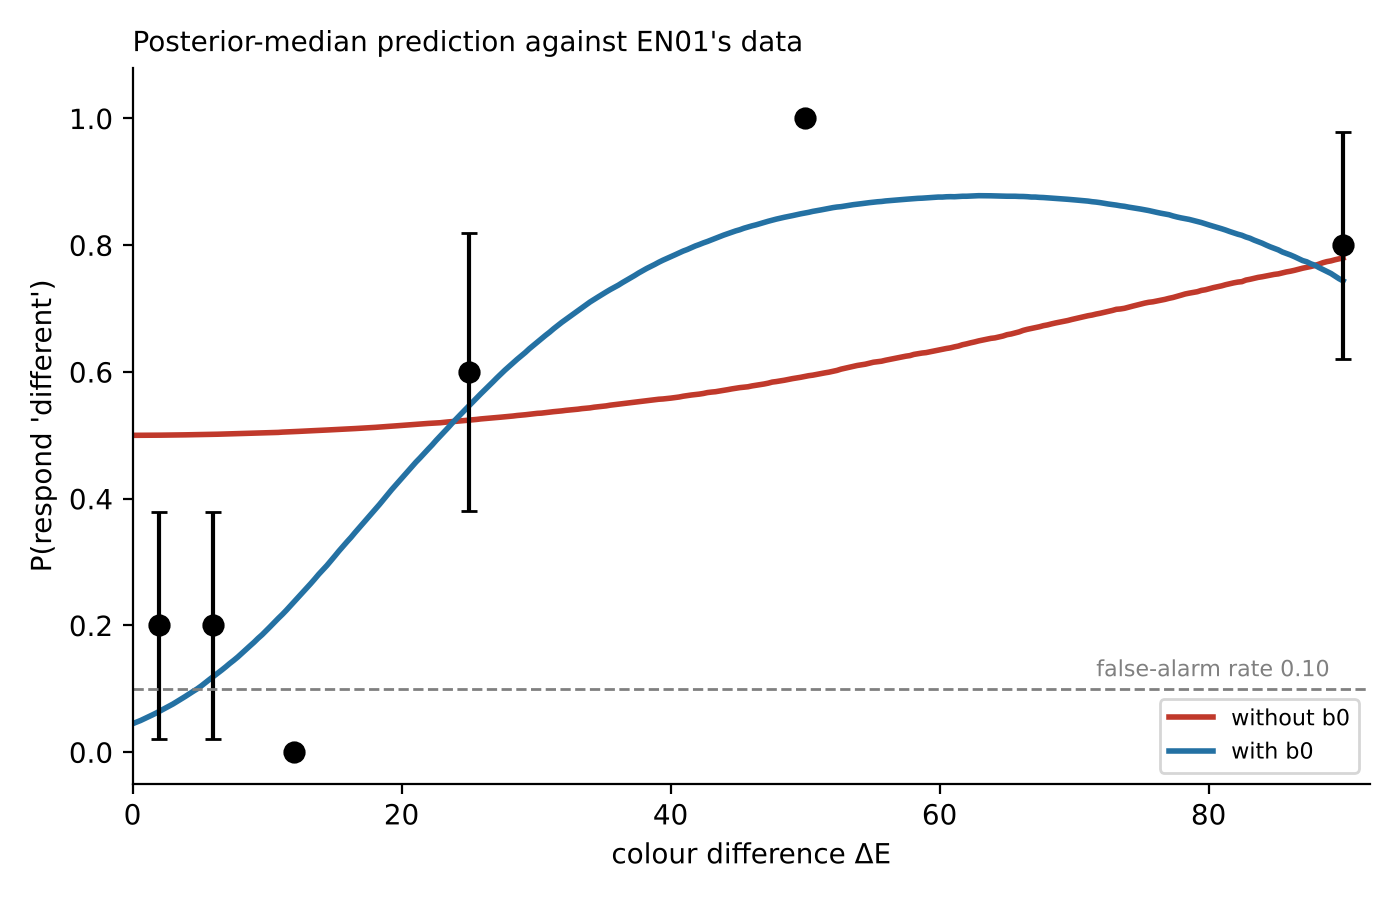 Posterior-median prediction against EN01's data
P(respond 'different')
1.0
0.8
0.6
0.4
0.2
0.0
false-alarm rate 0.10
without b0
with b0
0 20 40 60 80
colour difference ΔE